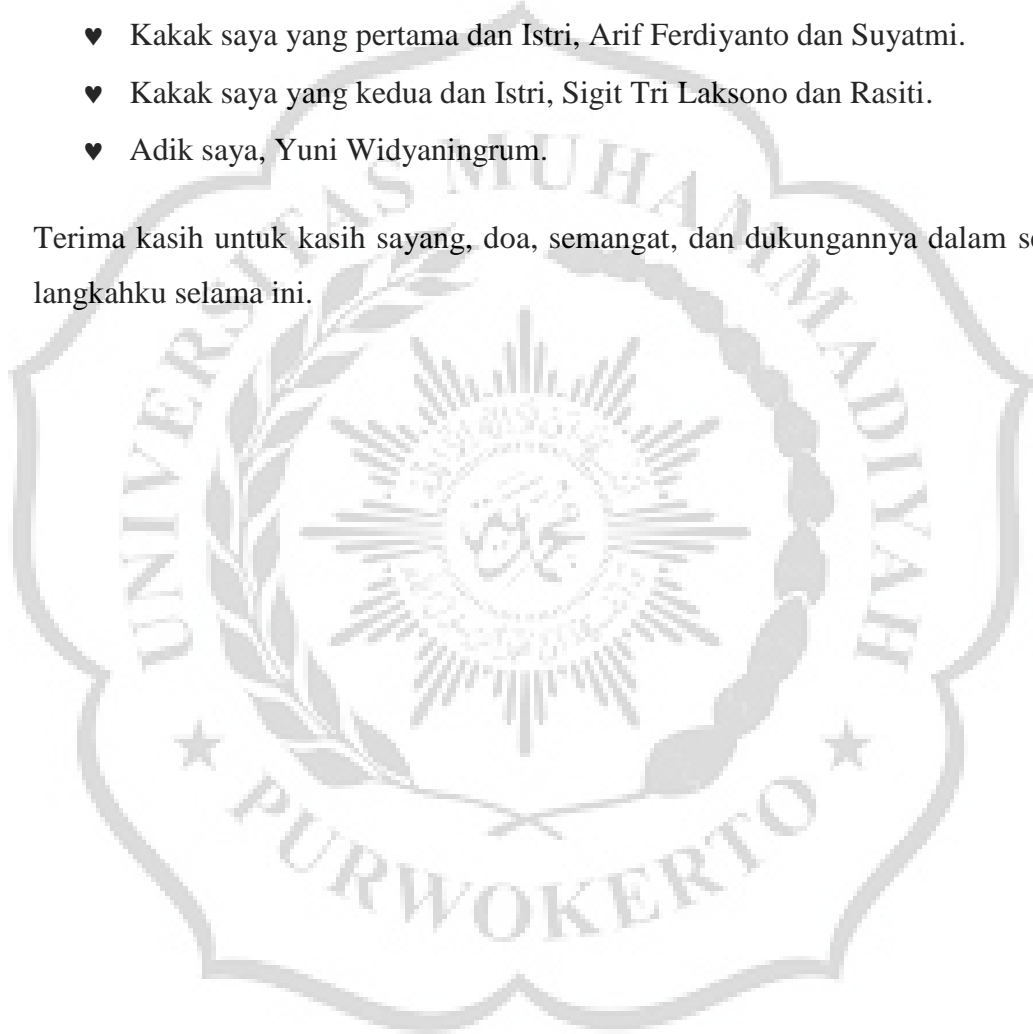 ♥ Kakak saya yang pertama dan Istri, Arif Ferdiyanto dan Suyatmi.
♥ Kakak saya yang kedua dan Istri, Sigit Tri Laksono dan Rasiti.
♥ Adik saya, Yuni Widyaningrum.
Terima kasih untuk kasih sayang, doa, semangat, dan dukungannya dalam
langkahku selama ini.
UNIVERSITAS MUHAMMADIYAH
PURWOKERTO